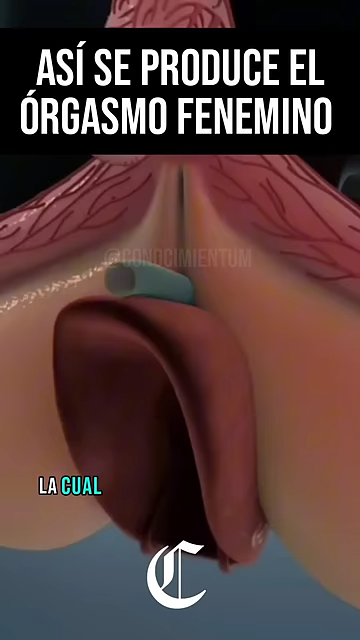 ASÍ SE PRODUCE EL
ÓRGASMO FENEMINO
@CONOCIMIENTUM
LA CUAL
C